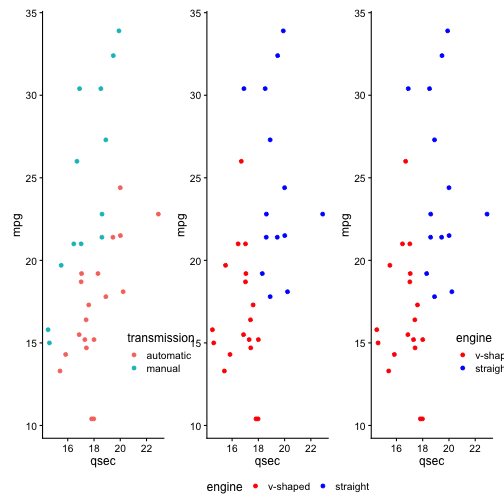 35 35 35
30 30 30
25 25 25
mpg mpg mpg
20 20 20
transmission engine
15 15 15
automatic v-shap
manual straigh
10 10 10
16 18 20 22 16 18 20 22 16 18 20 22
qsec qsec qsec
engine v-shaped straight